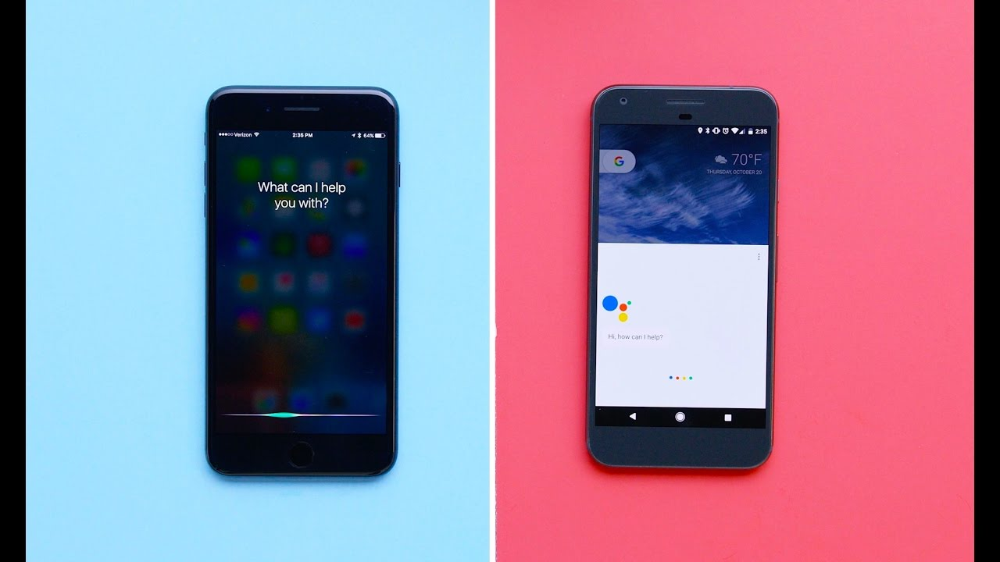 Verizon 2:35 PM 64%
What can I help
you with?
2:35
G
70°F
THURSDAY, OCTOBER 20
Hi, how can I help?